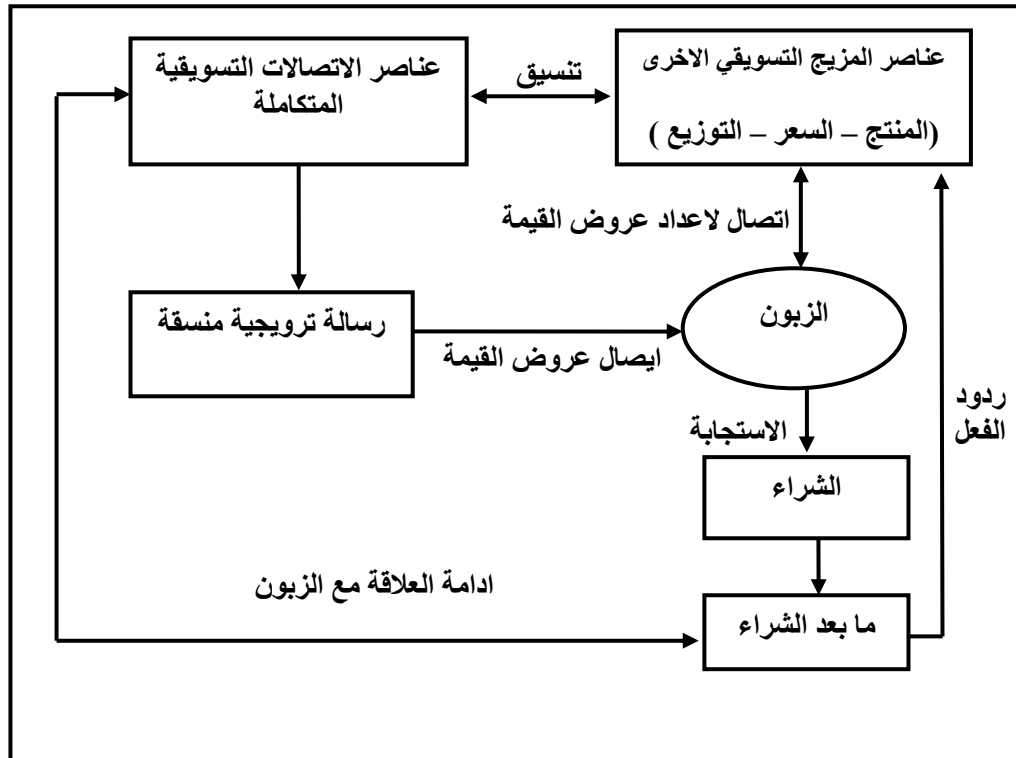 عناصر المزيج التسويقي الاخرى
(المنتج – السعر – التوزيع )
تنسيق
عناصر الاتصالات التسويقية
المتكاملة
اتصال لاعداد عروض القيمة
الزبون
رسالة ترويجية منسقة
ايصال عروض القيمة
ردود
الفعل
الاستجابة
الشراء
ادامة العلاقة مع الزبون
ما بعد الشراء